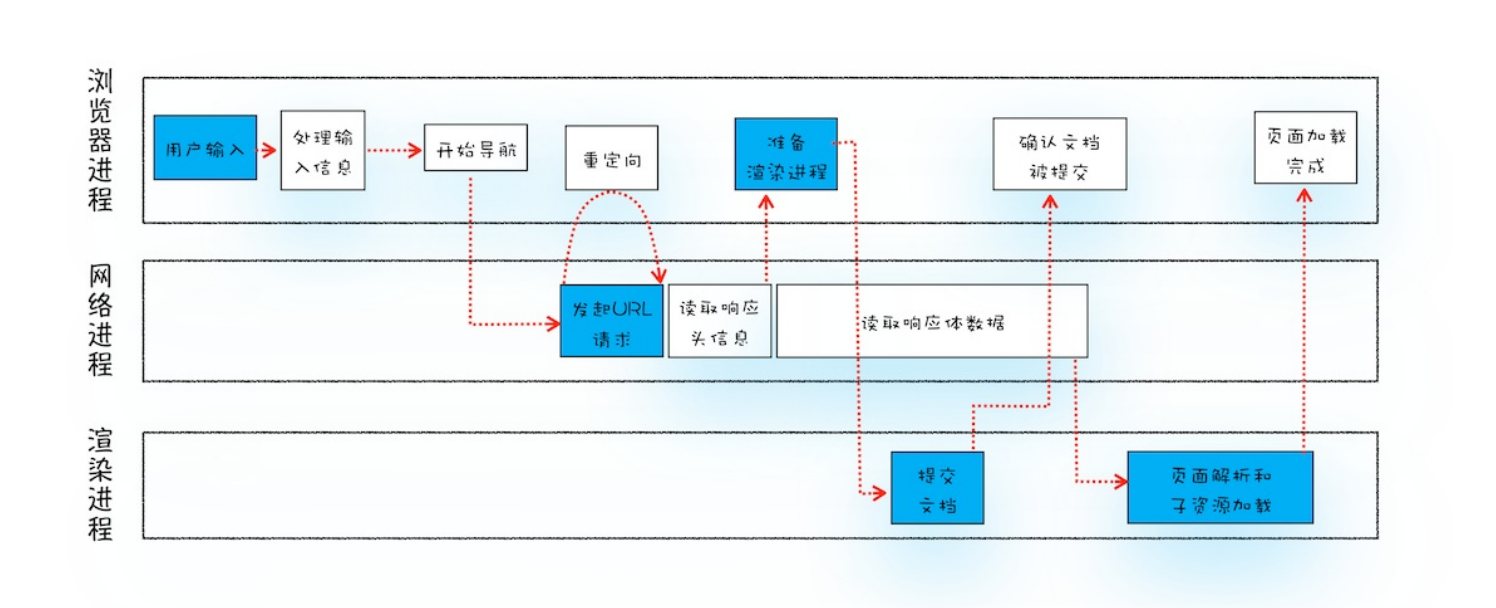 浏览器进程
用户输入
处理输
入信息
开始导航
重定向
准备
渲染进程
确认文档
被提交
页面加载
完成
网络进程
发起URL
请求
读取响应
头信息
读取响应体数据
渲染进程
提交
文档
页面解析和
子资源加载